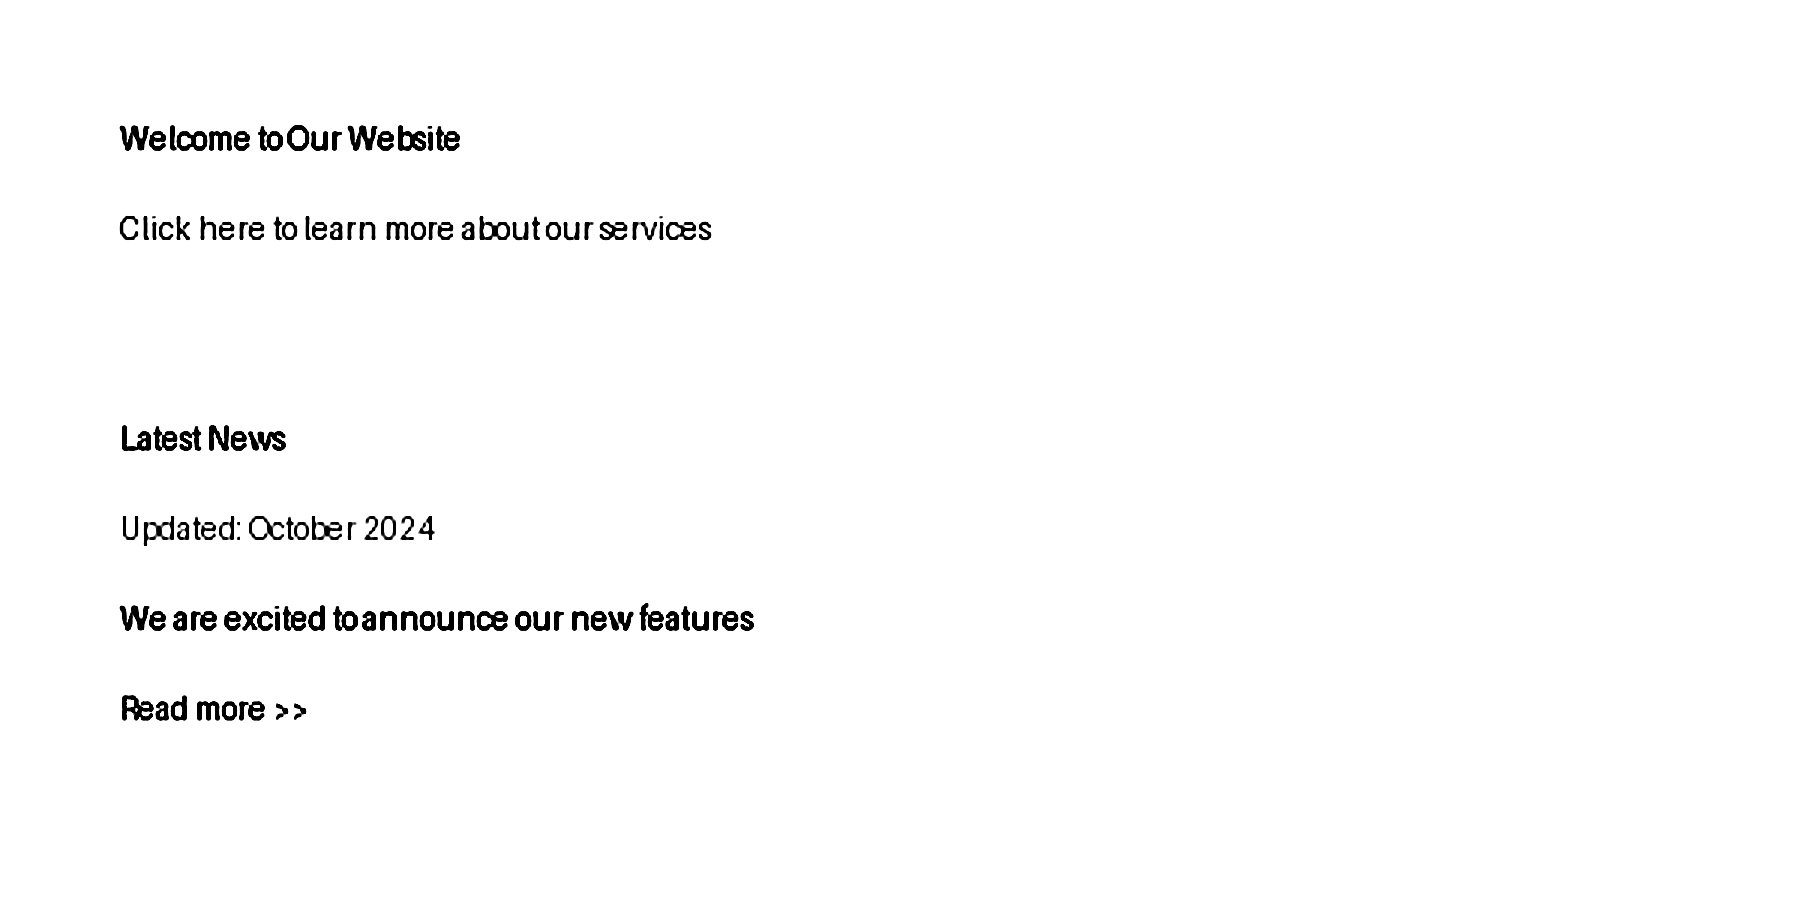 Welcome to Our Website
Click here to learn more about our services
Latest News
Updated: October 2024
We are excited to announce our new features
Read more >>